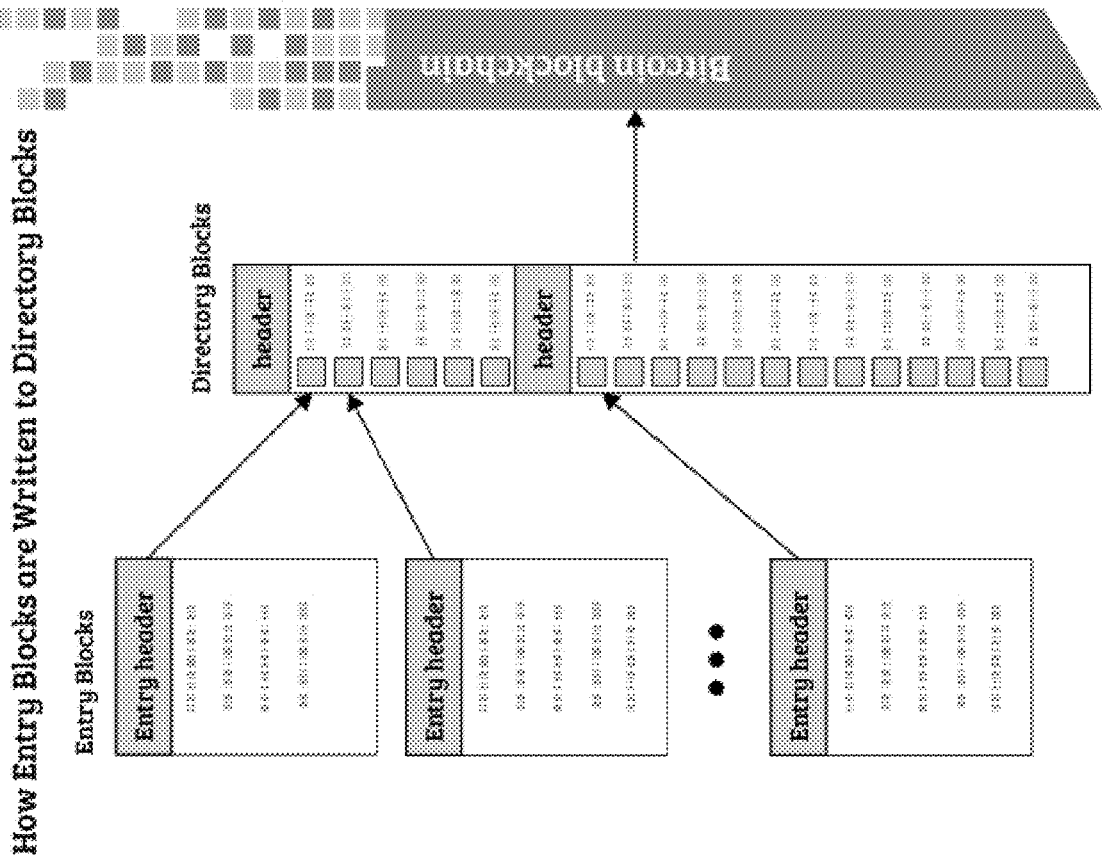 How Entry Blocks are Written to Directory Blocks
Entry Blocks
Entry header
Entry header
Entry header
Directory Blocks
header
header
Bitcoin blockchain